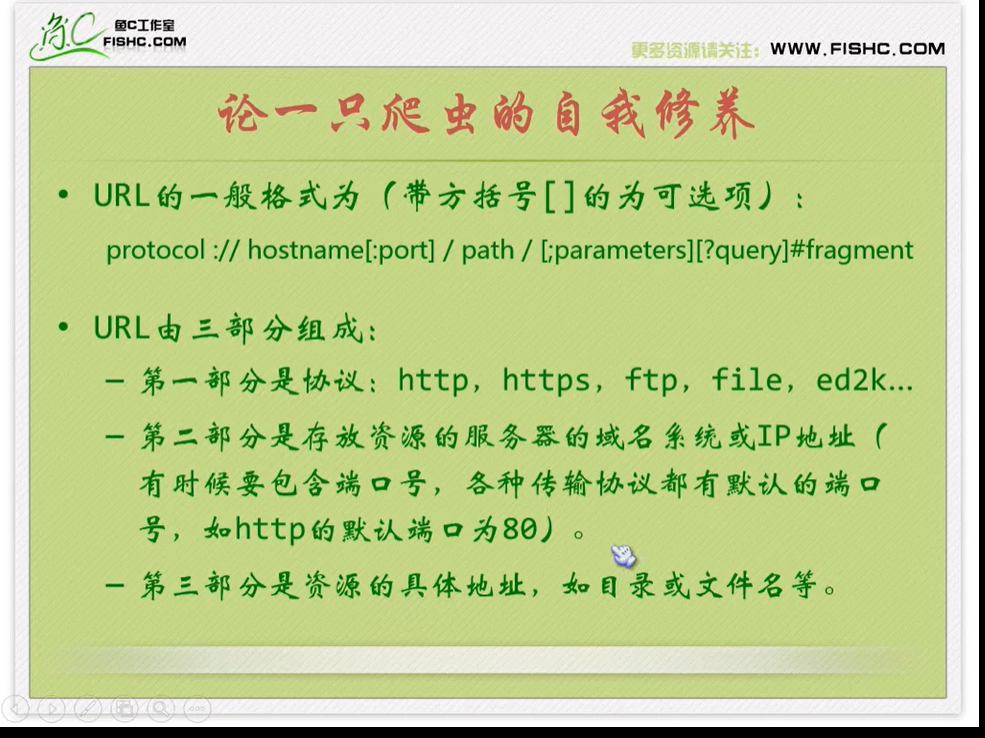 鱼C
鱼C工作室
FISHC.COM
更多资源请关注：WWW.FISHC.COM
论一只爬虫的自我修养
• URL的一般格式为（带方括号[]的为可选项）：
protocol :// hostname[:port] / path / [;parameters][?query]#fragment
• URL由三部分组成：
– 第一部分是协议：http，https，ftp，file，ed2k…
– 第二部分是存放资源的服务器的域名系统或IP地址（
有时候要包含端口号，各种传输协议都有默认的端口
号，如http的默认端口为80）。
– 第三部分是资源的具体地址，如目录或文件名等。